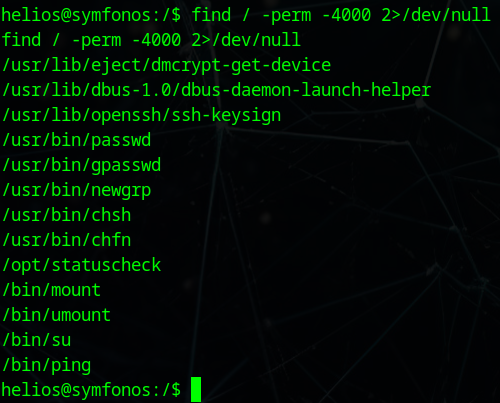 helios@symfonos:/$ find / -perm -4000 2>/dev/null
find / -perm -4000 2>/dev/null
/usr/lib/eject/dmcrypt-get-device
/usr/lib/dbus-1.0/dbus-daemon-launch-helper
/usr/lib/openssh/ssh-keysign
/usr/bin/passwd
/usr/bin/gpasswd
/usr/bin/newgrp
/usr/bin/chsh
/usr/bin/chfn
/opt/statuscheck
/bin/mount
/bin/umount
/bin/su
/bin/ping
helios@symfonos:/$